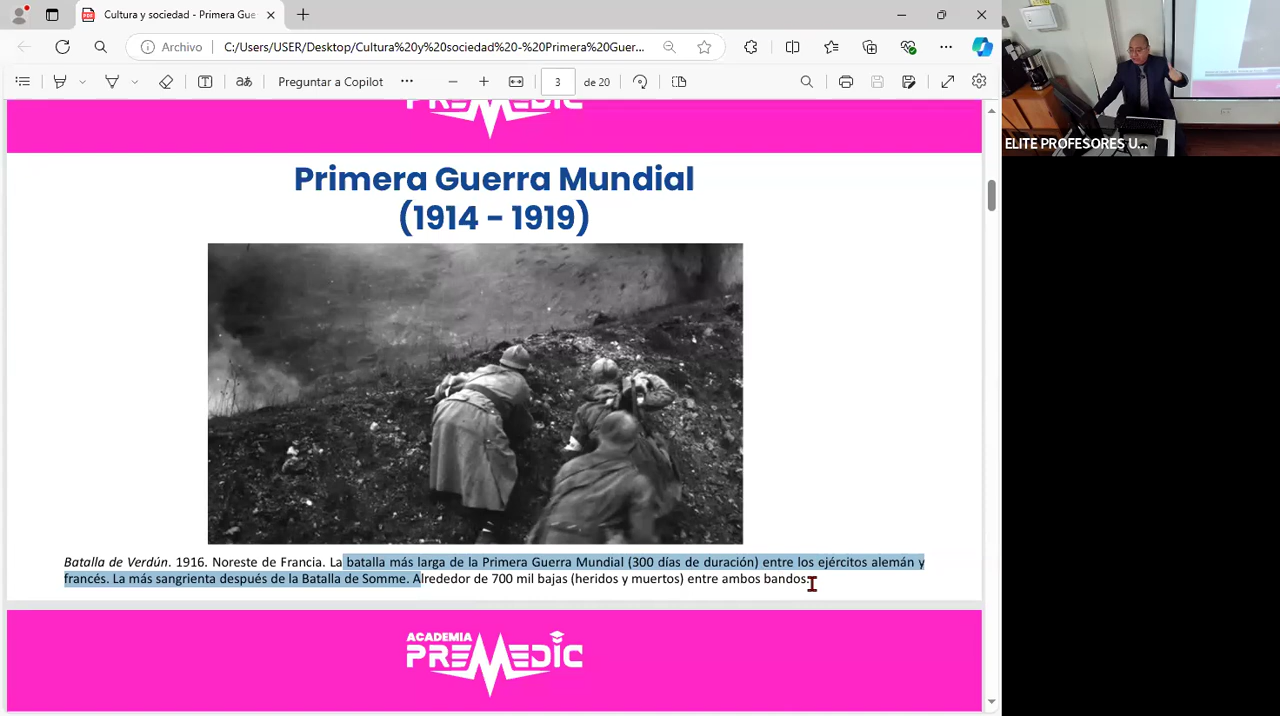 Cultura y sociedad - Primera Gue
Archivo
C:/Users/USER/Desktop/Cultura%20y%20sociedad%20-%20Primera%20Guer...
aあ
Preguntar a Copilot
3
de 20
PREMEDIC
Primera Guerra Mundial
(1914 - 1919)
Batalla de Verdún. 1916. Noreste de Francia. La batalla más larga de la Primera Guerra Mundial (300 días de duración) entre los ejércitos alemán y
francés. La más sangrienta después de la Batalla de Somme. Alrededor de 700 mil bajas (heridos y muertos) entre ambos bandos.
ACADEMIA
PREMEDIC
ELITE PROFESORES U...